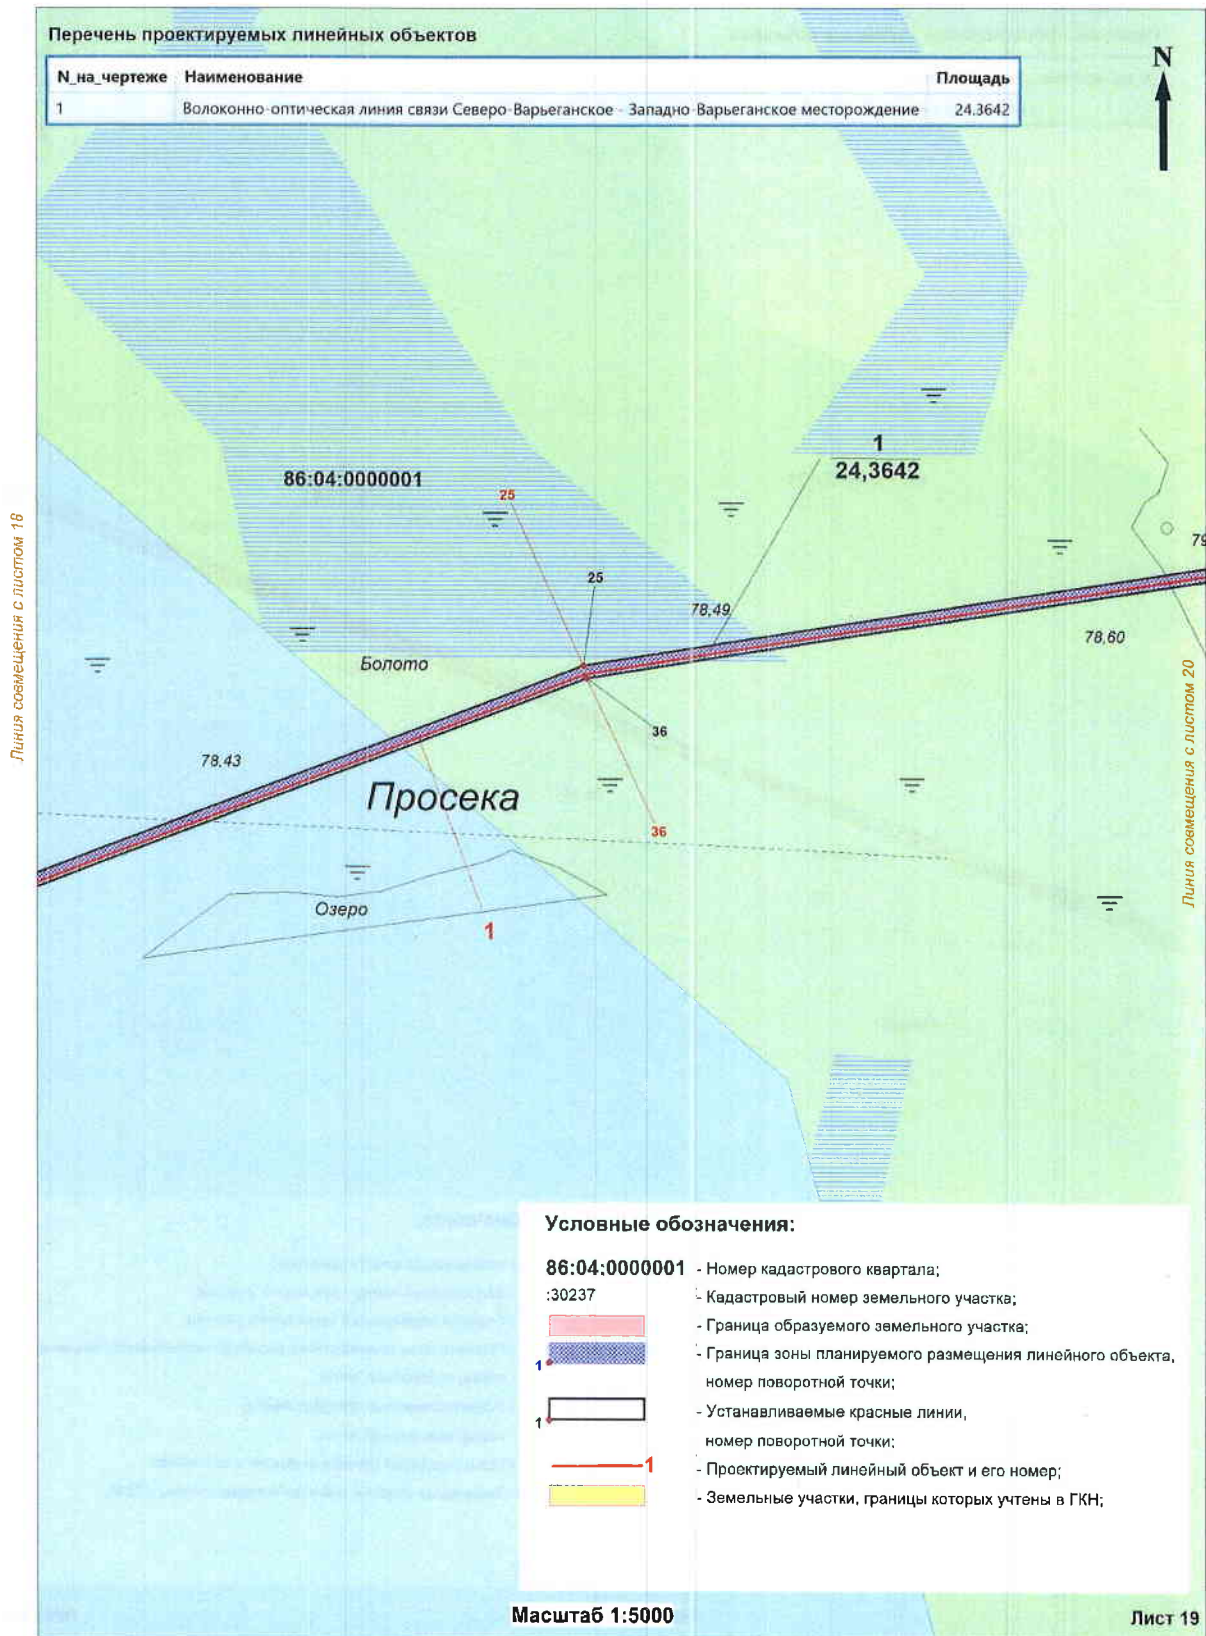 Перечень проектируемых линейных объектов
N_на_чертеже Наименование Площадь
1 Волоконно-оптическая линия связи Северо-Варьеганское - Западно-Варьеганское месторождение 24.3642
N
1
24,3642
86:04:0000001
25
25
79
78,49
78,60
Болото
36
78,43
Просека
36
Озеро
1
Линия совмещения с листом 18
Линия совмещения с листом 20
Условные обозначения:
86:04:0000001 - Номер кадастрового квартала;
:30237 - Кадастровый номер земельного участка;
- Граница образуемого земельного участка;
1 - Граница зоны планируемого размещения линейного объекта,
номер поворотной точки;
1 - Устанавливаемые красные линии,
номер поворотной точки;
1 - Проектируемый линейный объект и его номер;
- Земельные участки, границы которых учтены в ГКН;
Масштаб 1:5000
Лист 19